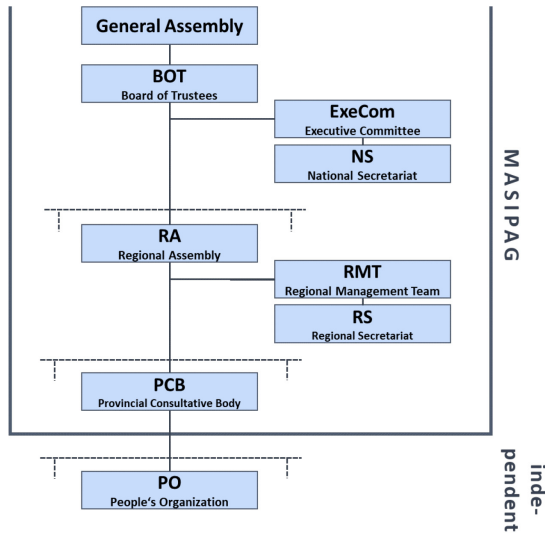 General Assembly
BOT
Board of Trustees
ExeCom
Executive Committee
NS
National Secretariat
RA
Regional Assembly
RMT
Regional Management Team
RS
Regional Secretariat
PCB
Provincial Consultative Body
PO
People‘s Organization
MASIPAG
inde-
pendent